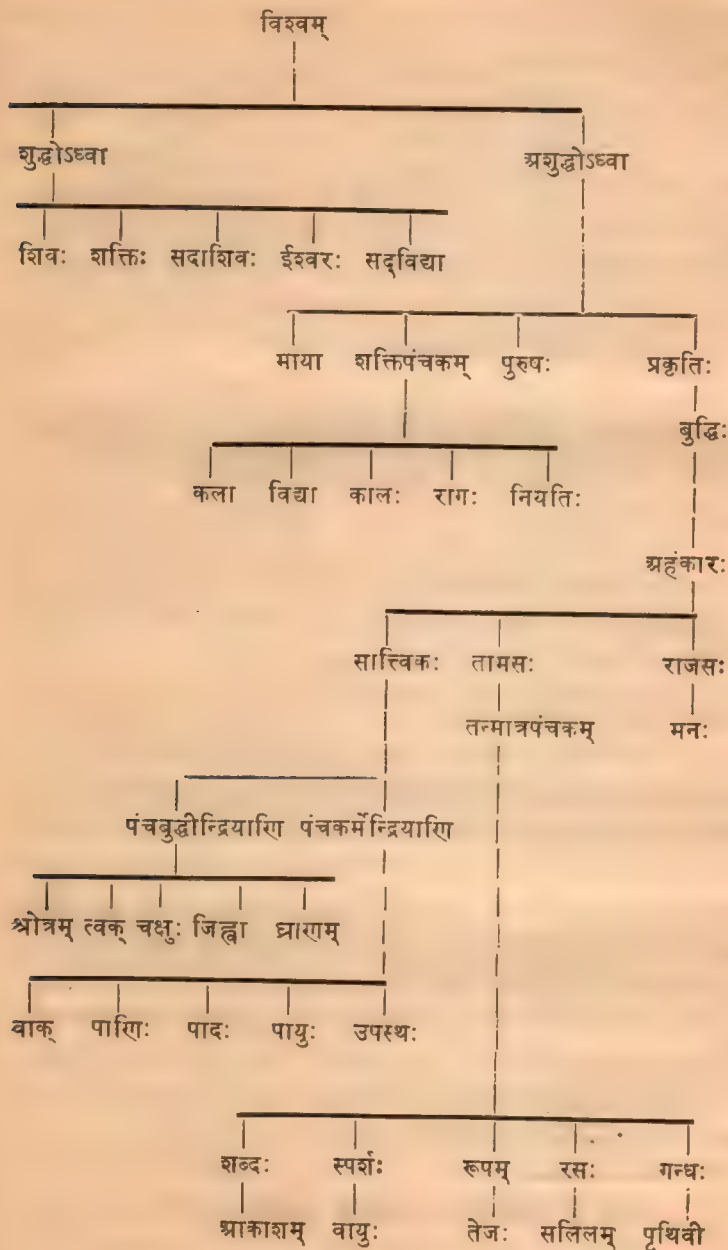 विश्वम्
शुद्धोऽध्वा अशुद्धोऽध्वा
शिवः शक्तिः सदाशिवः ईश्वरः सद्विद्या
माया शक्तिपंचकम् पुरुषः प्रकृतिः
बुद्धिः
कला विद्या कालः रागः नियतिः
अहंकारः
सात्त्विकः तामसः राजसः
तन्मात्रपंचकम् मनः
पंचबुद्धीन्द्रियाणि पंचकर्मेन्द्रियाणि
श्रोत्रम् त्वक् चक्षुः जिह्वा घ्राणम्
वाक् पाणिः पादः पायुः उपस्थः
शब्दः स्पर्शः रूपम् रसः गन्धः
आकाशम् वायुः तेजः सलिलम् पृथिवी